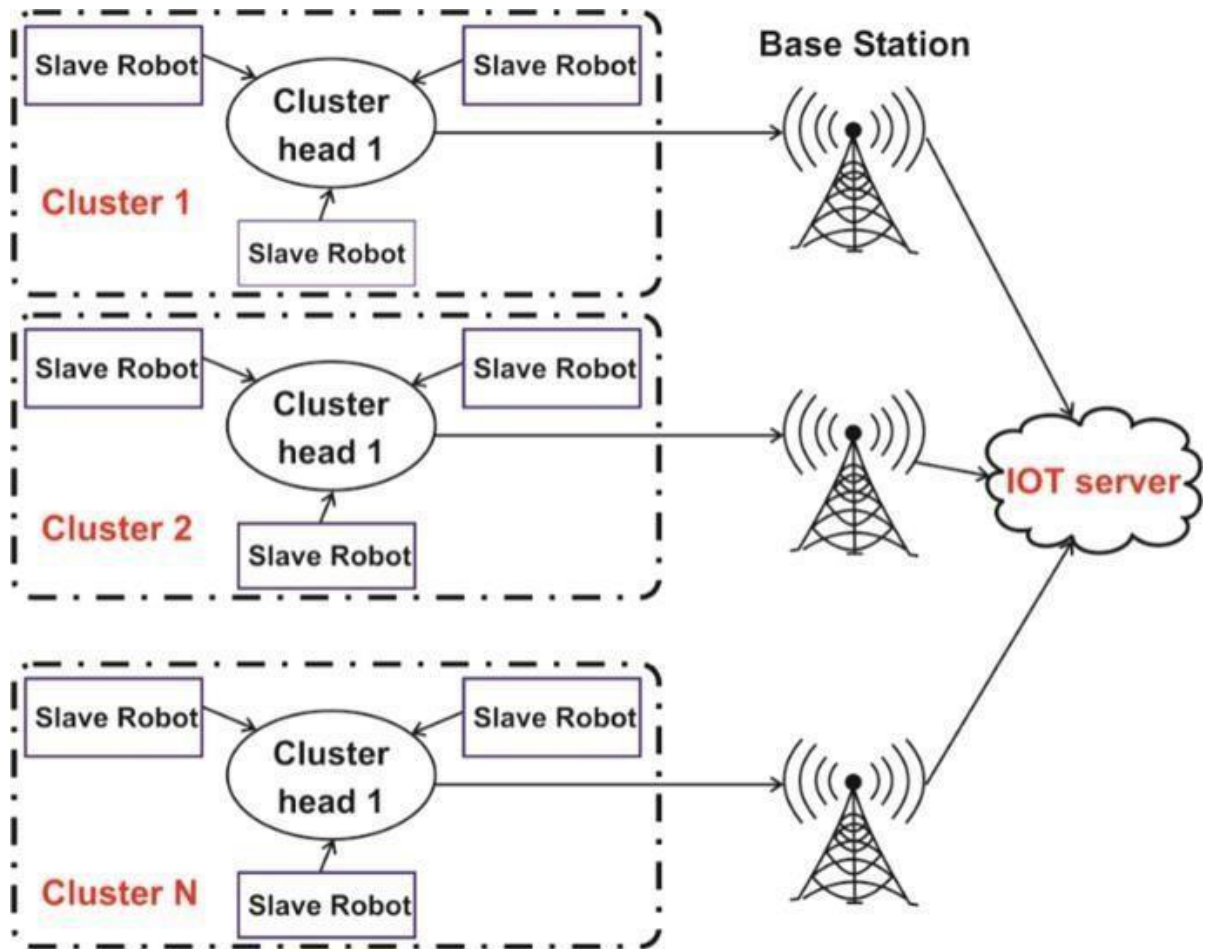 Slave Robot
Slave Robot
Cluster
head 1
Cluster 1
Slave Robot
Base Station
Slave Robot
Slave Robot
Cluster
head 1
Cluster 2
Slave Robot
IOT server
Slave Robot
Slave Robot
Cluster
head 1
Cluster N
Slave Robot